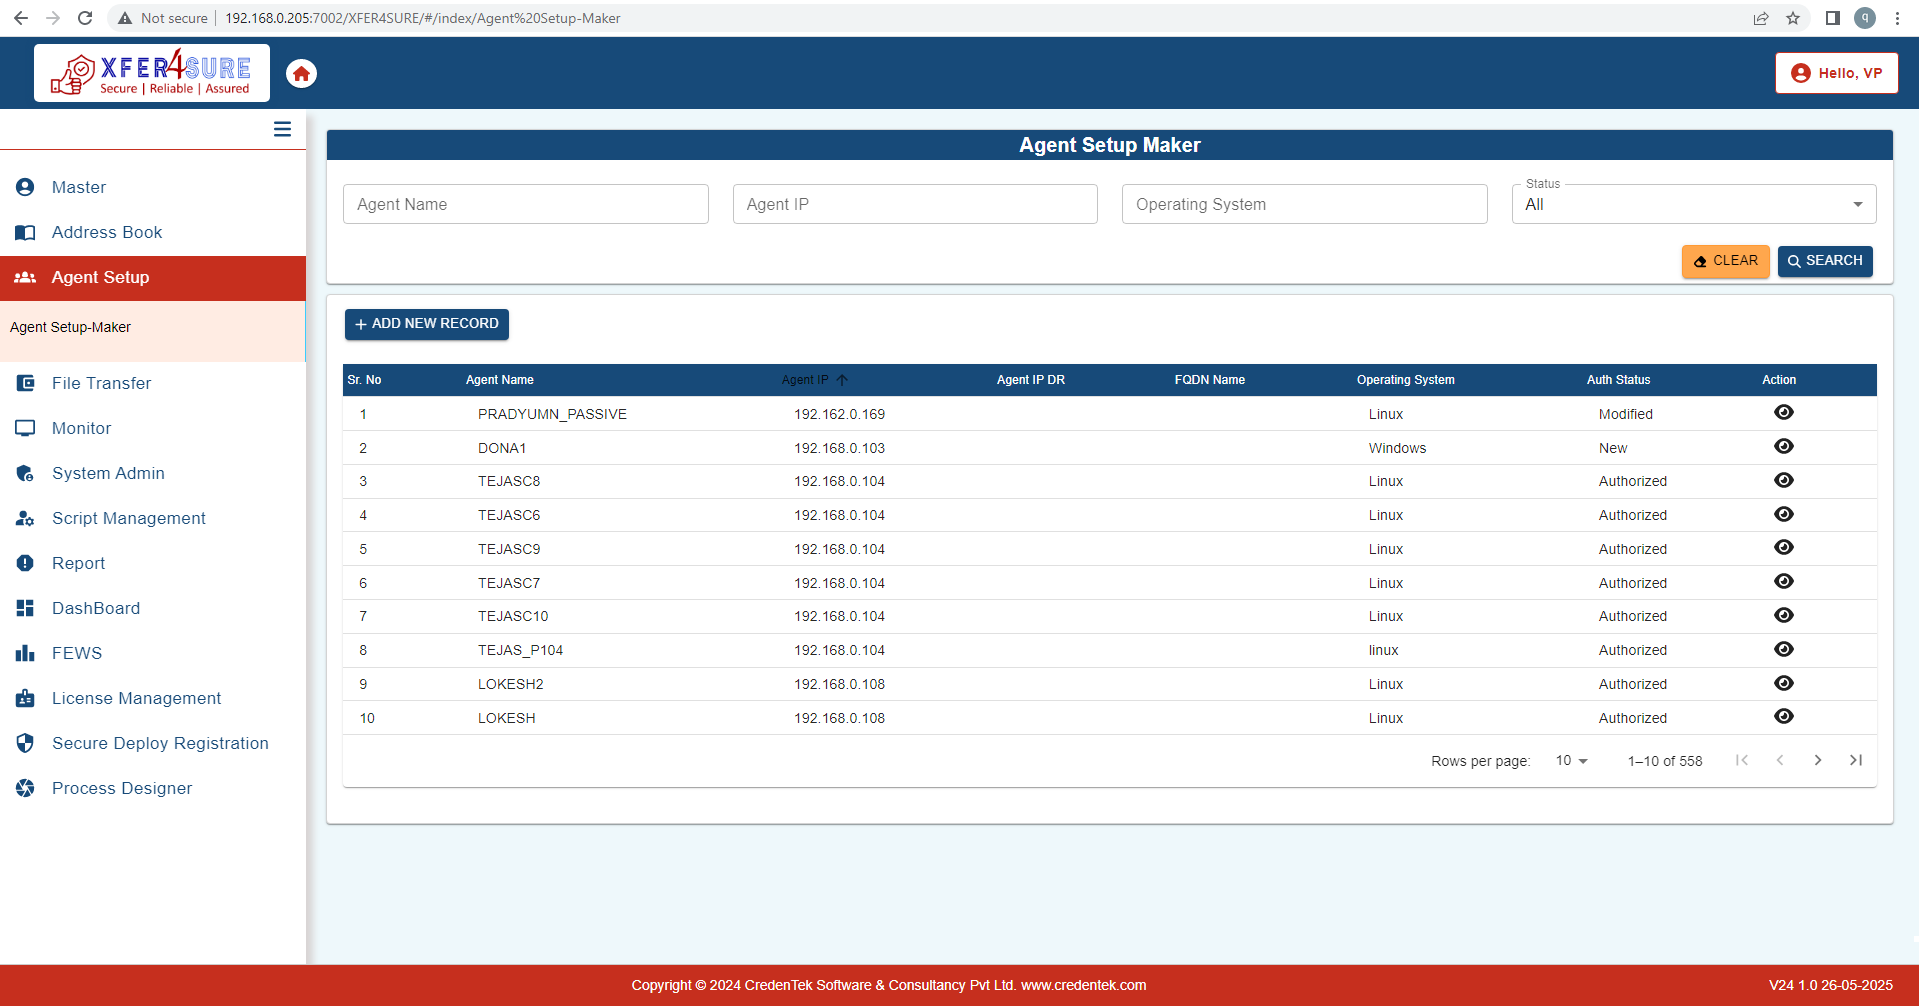 Not secure 192.168.0.205:7002/XFER4SURE/#/index/Agent%20Setup-Maker q
XFER4SURE
Secure | Reliable | Assured
Hello, VP
Master
Address Book
Agent Setup
Agent Setup-Maker
File Transfer
Monitor
System Admin
Script Management
Report
DashBoard
FEWS
License Management
Secure Deploy Registration
Process Designer
Agent Setup Maker
Agent Name Agent IP Operating System Status All
CLEAR SEARCH
+ ADD NEW RECORD
Sr. No Agent Name Agent IP Agent IP DR FQDN Name Operating System Auth Status Action
1 PRADYUMN_PASSIVE 192.162.0.169 Linux Modified
2 DONA1 192.168.0.103 Windows New
3 TEJASC8 192.168.0.104 Linux Authorized
4 TEJASC6 192.168.0.104 Linux Authorized
5 TEJASC9 192.168.0.104 Linux Authorized
6 TEJASC7 192.168.0.104 Linux Authorized
7 TEJASC10 192.168.0.104 Linux Authorized
8 TEJAS_P104 192.168.0.104 linux Authorized
9 LOKESH2 192.168.0.108 Linux Authorized
10 LOKESH 192.168.0.108 Linux Authorized
Rows per page: 10 1–10 of 558
Copyright © 2024 CredenTek Software & Consultancy Pvt Ltd. www.credentek.com V24 1.0 26-05-2025